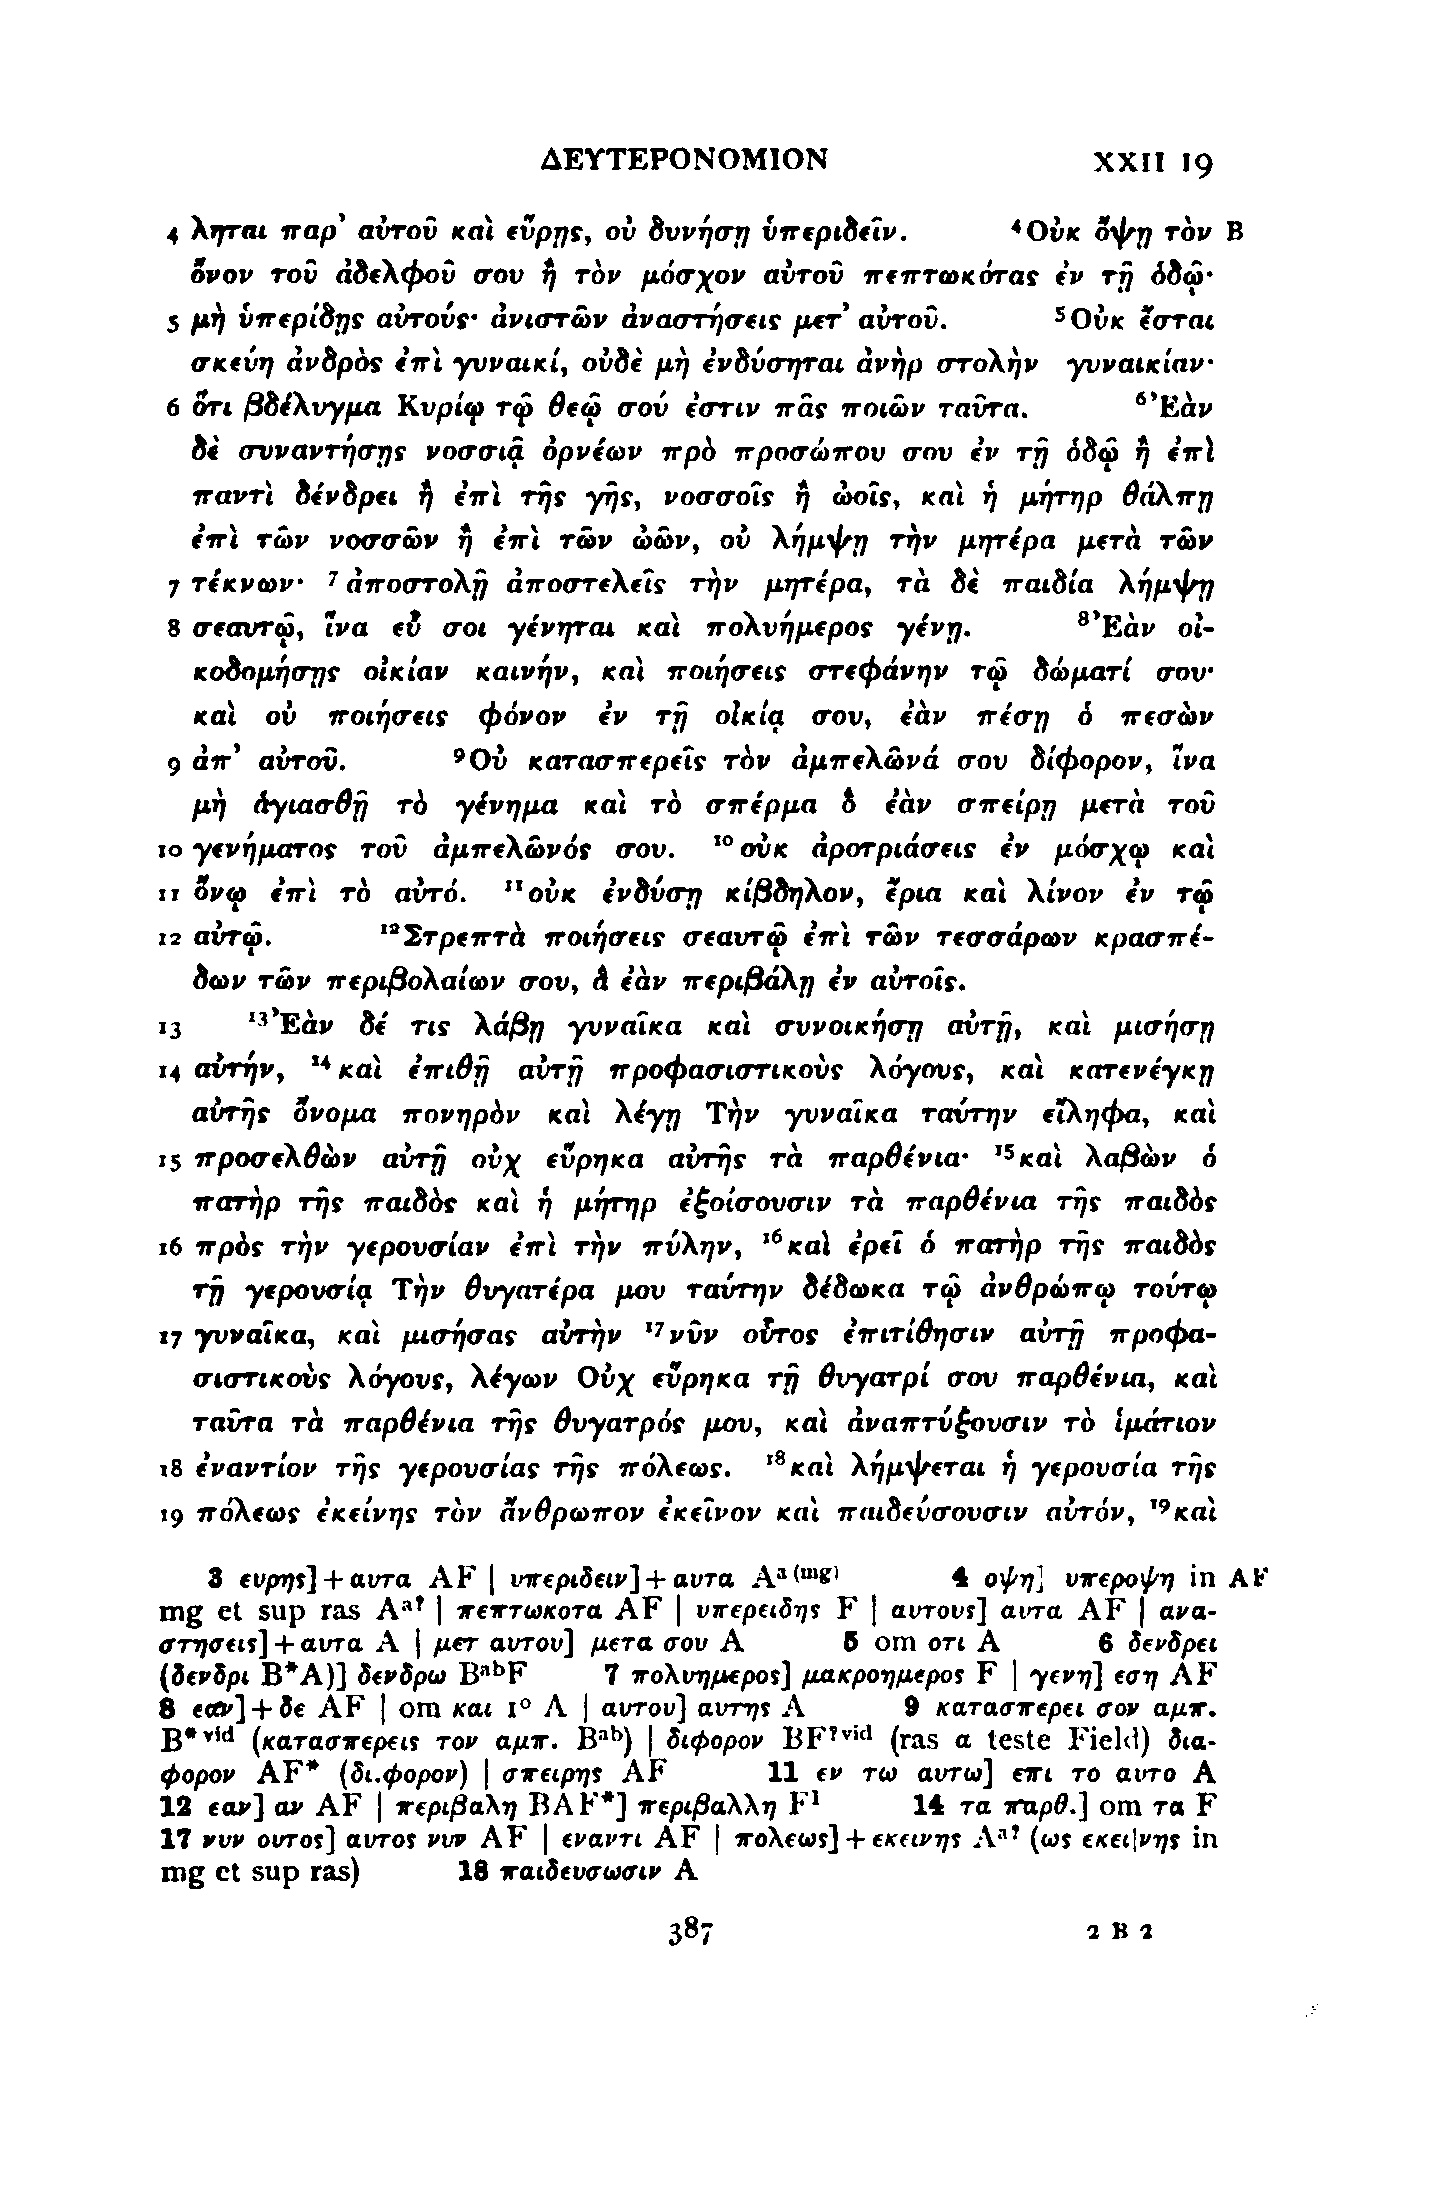 ΔΕΥΤΕΡΟΝΟΜΙΟΝ XXII 19
4 ληται παρ’ αὐτοῦ καὶ εὕρῃς, οὐ δυνήσῃ ὑπεριδεῖν. ⁴Οὐκ ὄψῃ τὸν B
ὄνον τοῦ ἀδελφοῦ σου ἢ τὸν μόσχον αὐτοῦ πεπτωκότας ἐν τῇ ὁδῷ·
5 μὴ ὑπερίδῃς αὐτούς· ἀνιστῶν ἀναστήσεις μετ’ αὐτοῦ. ⁵Οὐκ ἔσται
σκεύη ἀνδρὸς ἐπὶ γυναικί, οὐδὲ μὴ ἐνδύσηται ἀνὴρ στολὴν γυναικίαν·
6 ὅτι βδέλυγμα Κυρίῳ τῷ θεῷ σού ἐστιν πᾶς ποιῶν ταῦτα. ⁶Ἐὰν
δὲ συναντήσῃς νοσσιᾷ ὀρνέων πρὸ προσώπου σου ἐν τῇ ὁδῷ ἢ ἐπὶ
παντὶ δένδρει ἢ ἐπὶ τῆς γῆς, νοσσοῖς ἢ ὠοῖς, καὶ ἡ μήτηρ θάλπῃ
ἐπὶ τῶν νοσσῶν ἢ ἐπὶ τῶν ὠῶν, οὐ λήμψῃ τὴν μητέρα μετὰ τῶν
7 τέκνων· ⁷ἀποστολῇ ἀποστελεῖς τὴν μητέρα, τὰ δὲ παιδία λήμψῃ
8 σεαυτῷ, ἵνα εὖ σοι γένηται καὶ πολυήμερος γένῃ. ⁸Ἐὰν οἰ-
κοδομήσῃς οἰκίαν καινήν, καὶ ποιήσεις στεφάνην τῷ δώματί σου·
καὶ οὐ ποιήσεις φόνον ἐν τῇ οἰκίᾳ σου, ἐὰν πέσῃ ὁ πεσὼν
9 ἀπ’ αὐτοῦ. ⁹Οὐ κατασπερεῖς τὸν ἀμπελῶνά σου δίφορον, ἵνα
μὴ ἁγιασθῇ τὸ γένημα καὶ τὸ σπέρμα ὃ ἐὰν σπείρῃ μετὰ τοῦ
10 γενήματος τοῦ ἀμπελῶνός σου. ¹⁰οὐκ ἀροτριάσεις ἐν μόσχῳ καὶ
11 ὄνῳ ἐπὶ τὸ αὐτό. ¹¹οὐκ ἐνδύσῃ κίβδηλον, ἔρια καὶ λίνον ἐν τῷ
12 αὐτῷ. ¹²Στρεπτὰ ποιήσεις σεαυτῷ ἐπὶ τῶν τεσσάρων κρασπέ-
δων τῶν περιβολαίων σου, ἃ ἐὰν περιβάλῃ ἐν αὐτοῖς.
13 ¹³Ἐὰν δέ τις λάβῃ γυναῖκα καὶ συνοικήσῃ αὐτῇ, καὶ μισήσῃ
14 αὐτήν, ¹⁴καὶ ἐπιθῇ αὐτῇ προφασιστικοὺς λόγους, καὶ κατενέγκῃ
αὐτῆς ὄνομα πονηρὸν καὶ λέγῃ Τὴν γυναῖκα ταύτην εἴληφα, καὶ
15 προσελθὼν αὐτῇ οὐχ εὕρηκα αὐτῆς τὰ παρθένια· ¹⁵καὶ λαβὼν ὁ
πατὴρ τῆς παιδὸς καὶ ἡ μήτηρ ἐξοίσουσιν τὰ παρθένια τῆς παιδὸς
16 πρὸς τὴν γερουσίαν ἐπὶ τὴν πύλην, ¹⁶καὶ ἐρεῖ ὁ πατὴρ τῆς παιδὸς
τῇ γερουσίᾳ Τὴν θυγατέρα μου ταύτην δέδωκα τῷ ἀνθρώπῳ τούτῳ
17 γυναῖκα, καὶ μισήσας αὐτὴν ¹⁷νῦν οὗτος ἐπιτίθησιν αὐτῇ προφα-
σιστικοὺς λόγους, λέγων Οὐχ εὕρηκα τῇ θυγατρί σου παρθένια, καὶ
ταῦτα τὰ παρθένια τῆς θυγατρός μου, καὶ ἀναπτύξουσιν τὸ ἱμάτιον
18 ἐναντίον τῆς γερουσίας τῆς πόλεως. ¹⁸καὶ λήμψεται ἡ γερουσία τῆς
19 πόλεως ἐκείνης τὸν ἄνθρωπον ἐκεῖνον καὶ παιδεύσουσιν αὐτόν, ¹⁹καὶ
3 ευρης]+αυτα AF | υπεριδειν]+αυτα Aᵃ⁽ᵐᵍ⁾ 4 οψη] υπεροψη in AF
mg et sup ras Aᵃ? | πεπτωκοτα AF | υπερειδης F | αυτους] αυτα AF | ανα-
στησεις]+αυτα A | μετ αυτου] μετα σου A 5 om οτι A 6 δενδρει
(δενδρι B*A)] δενδρω BᵃᵇF 7 πολυημερος] μακροημερος F | γενη] εση AF
8 εαν]+δε AF | om και 1° A | αυτου] αυτης A 9 κατασπερει σον αμπ.
B*ᵛⁱᵈ (κατασπερεις τον αμπ. Bᵃᵇ) | διφορον BF?ᵛⁱᵈ (ras α teste Field) δια-
φορον AF* (δι.φορον) | σπειρης AF 11 εν τω αυτω] επι το αυτο A
12 εαν] αν AF | περιβαλη BAF*] περιβαλλη F¹ 14 τα παρθ.] om τα F
17 νυν ουτος] αυτος νυν AF | εναντι AF | πολεως]+εκεινης Aᵃ? (ως εκει|νης in
mg et sup ras) 18 παιδευσωσιν A
387 2 B 2